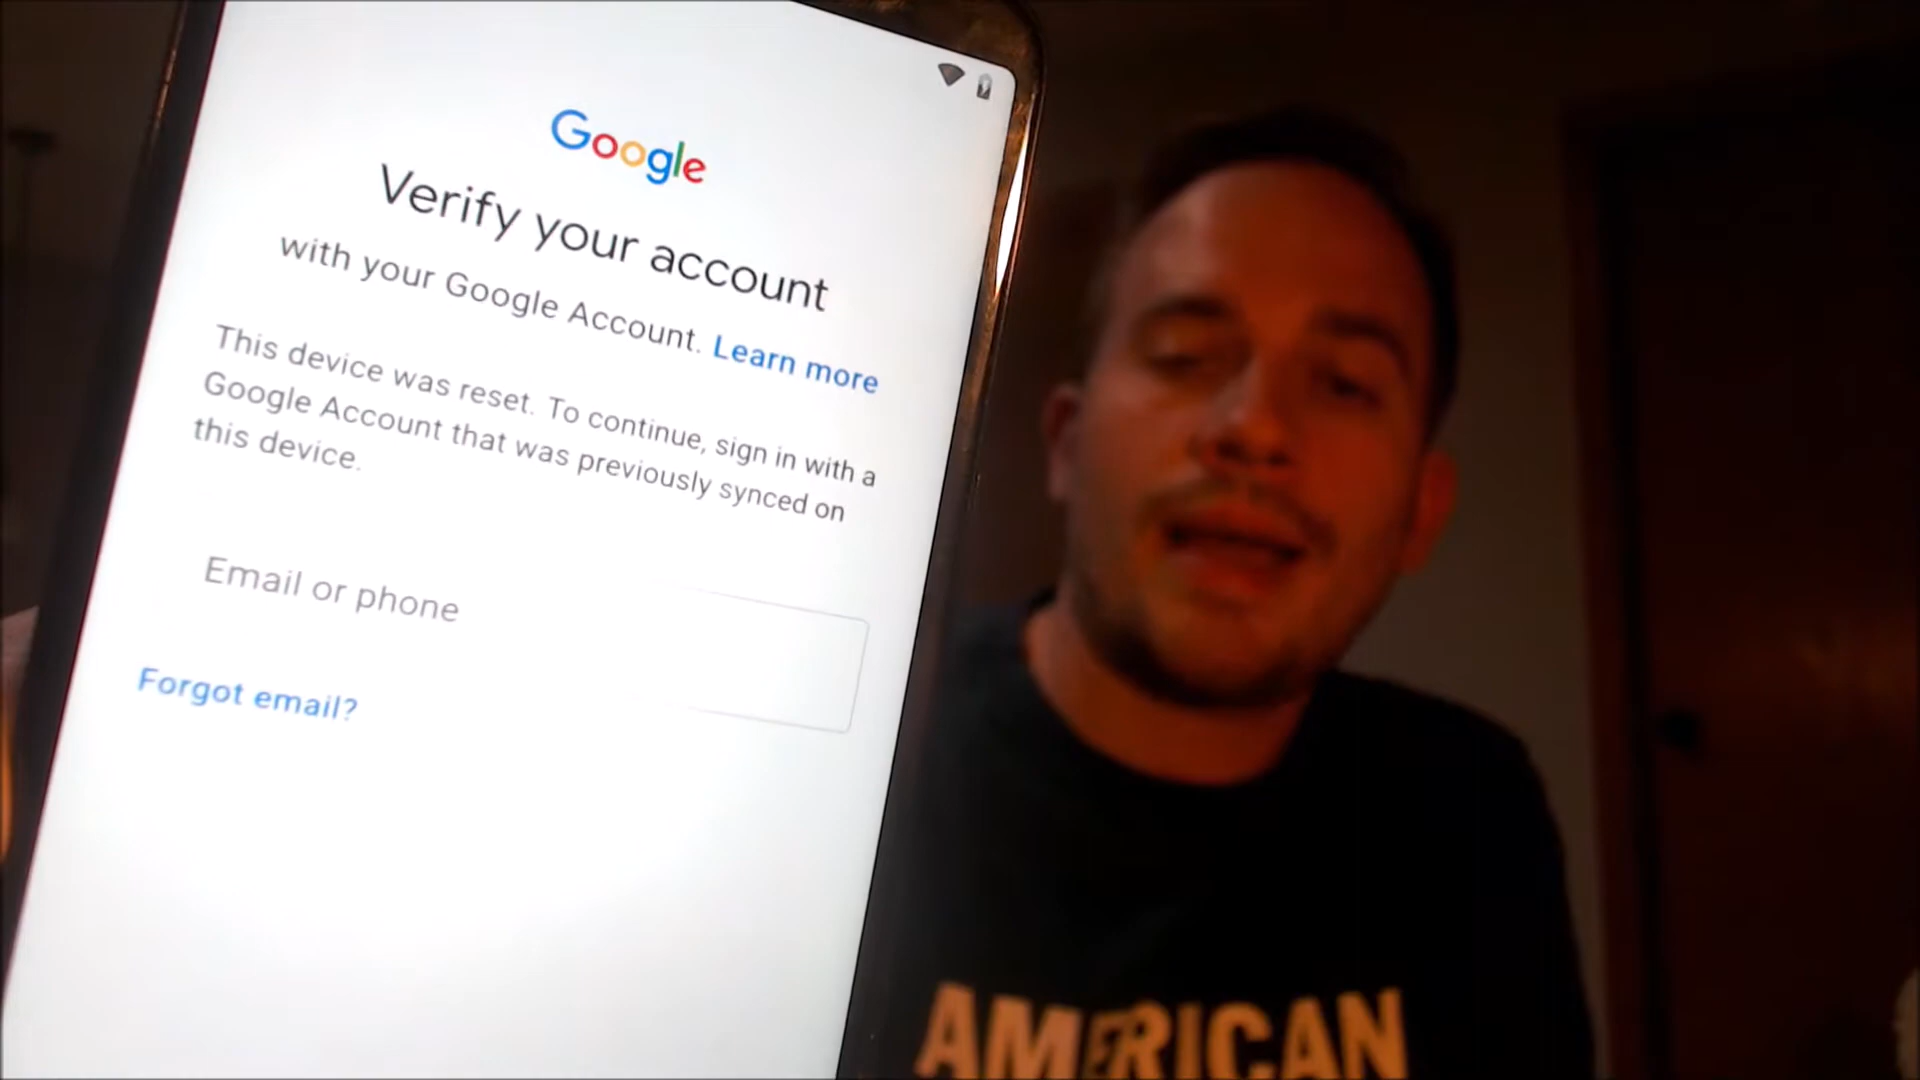 Google
Verify your account
with your Google Account. Learn more
This device was reset. To continue, sign in with a
Google Account that was previously synced on
this device.
Email or phone
Forgot email?
AMERICAN